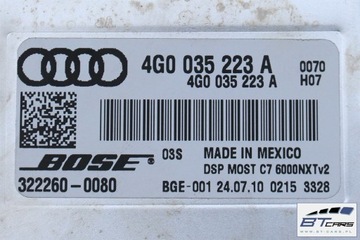 4G0 035 223 A 0070
4G0 035 223 A H07
BOSE 03S MADE IN MEXICO
DSP MOST C7 6000NXTv2
322260-0080 BGE-001 24.07.10 0215 3328
BTCARS